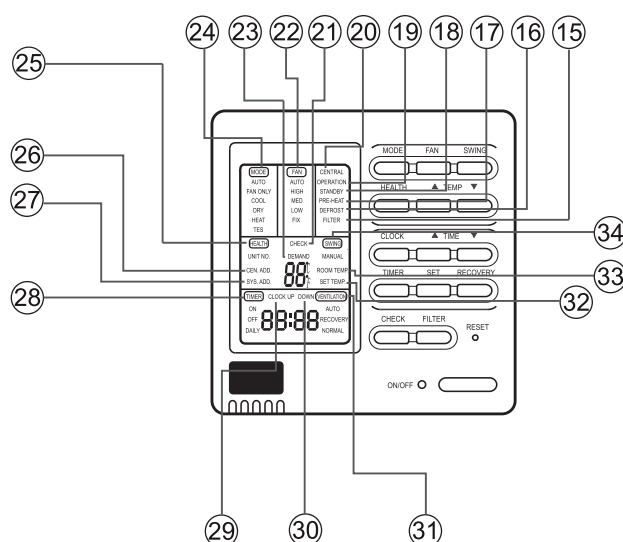 24 23 22 21 20 19 18 17 16 15
25
26
27
28
34
33
32
29 30 31
MODE
AUTO
FAN ONLY
COOL
DRY
HEAT
TES
FAN
AUTO
HIGH
MED
LOW
FIX
CENTRAL
OPERATION
STANDBY
PRE-HEAT
DEFROST
FILTER
HEALTH CHECK SWING
UNIT NO. DEMAND MANUAL
CEN. ADD. 88 ROOM TEMP
SYS. ADD. SET TEMP
TIMER CLOCK UP DOWN VENTILATION
ON AUTO
OFF 88:88 RECOVERY
DAILY NORMAL
MODE FAN SWING
HEALTH ▲ TEMP ▼
CLOCK ▲ TIME ▼
TIMER SET RECOVERY
CHECK FILTER RESET
ON/OFF